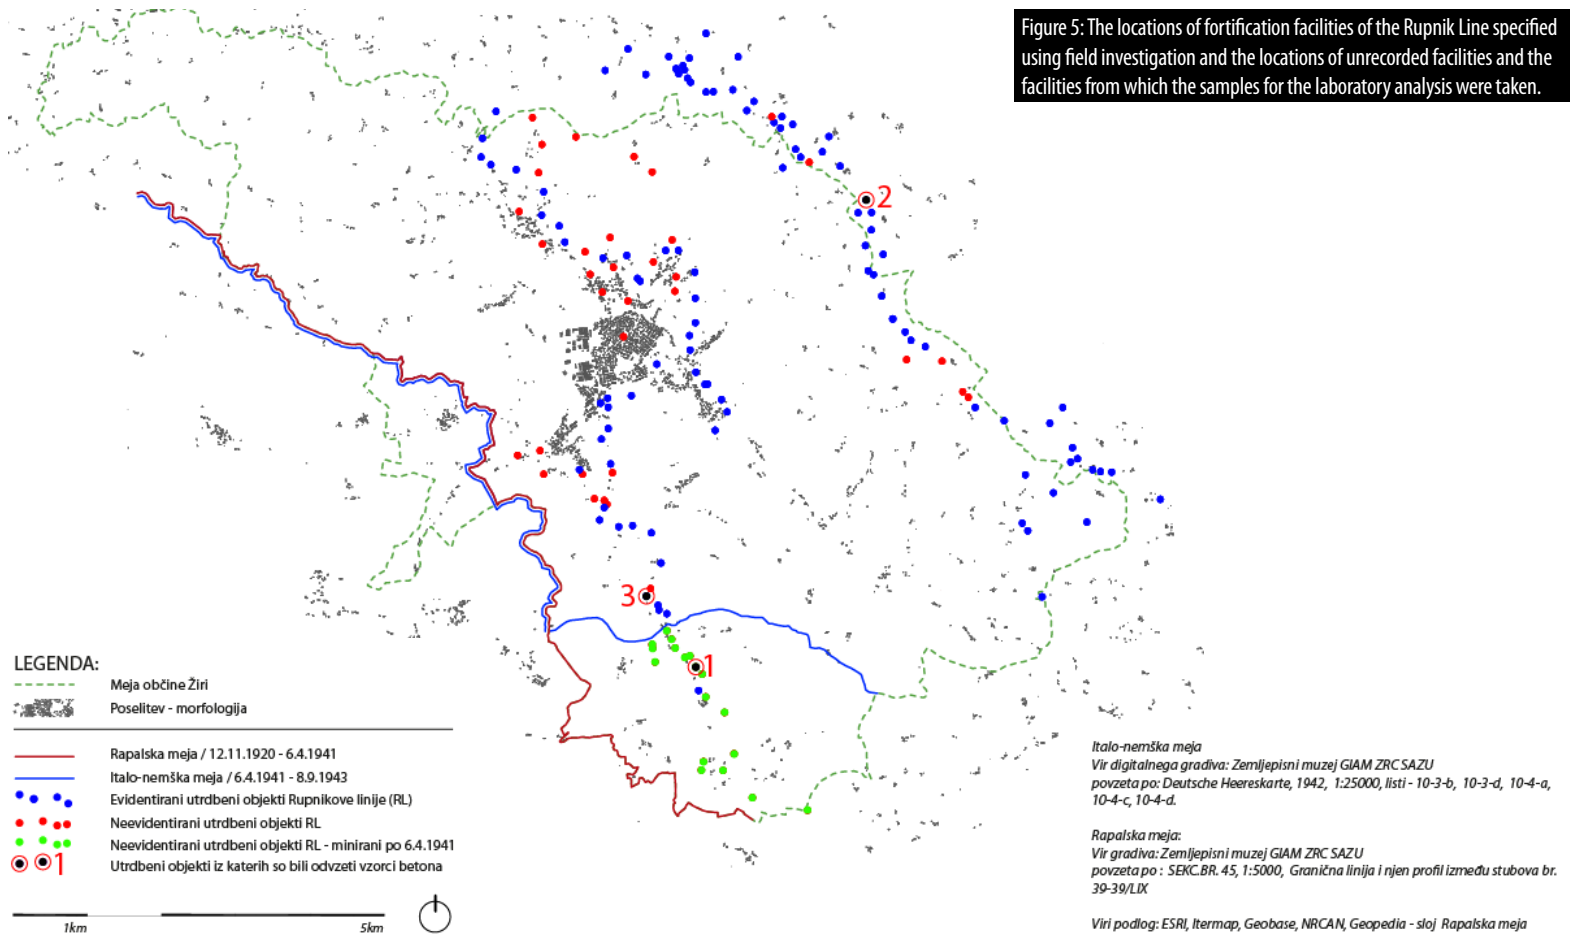 Figure 5: The locations of fortification facilities of the Rupnik Line specified
using field investigation and the locations of unrecorded facilities and the
facilities from which the samples for the laboratory analysis were taken.
2
3
1
LEGENDA:
Meja občine Žiri
Poselitev - morfologija
Rapalska meja / 12.11.1920 - 6.4.1941
Italo-nemška meja / 6.4.1941 - 8.9.1943
Evidentirani utrdbeni objekti Rupnikove linije (RL)
Neevidentirani utrdbeni objekti RL
Neevidentirani utrdbeni objekti RL - minirani po 6.4.1941
1 Utrdbeni objekti iz katerih so bili odvzeti vzorci betona
1km 5km
Italo-nemška meja
Vir digitalnega gradiva: Zemljepisni muzej GIAM ZRC SAZU
povzeta po: Deutsche Heereskarte, 1942, 1:25000, listi - 10-3-b, 10-3-d, 10-4-a,
10-4-c, 10-4-d.
Rapalska meja:
Vir gradiva: Zemljepisni muzej GIAM ZRC SAZU
povzeta po : SEKC.BR. 45, 1:5000, Granična linija i njen profil između stubova br.
39-39/LIX
Viri podlog: ESRI, Itermap, Geobase, NRCAN, Geopedia - sloj Rapalska meja